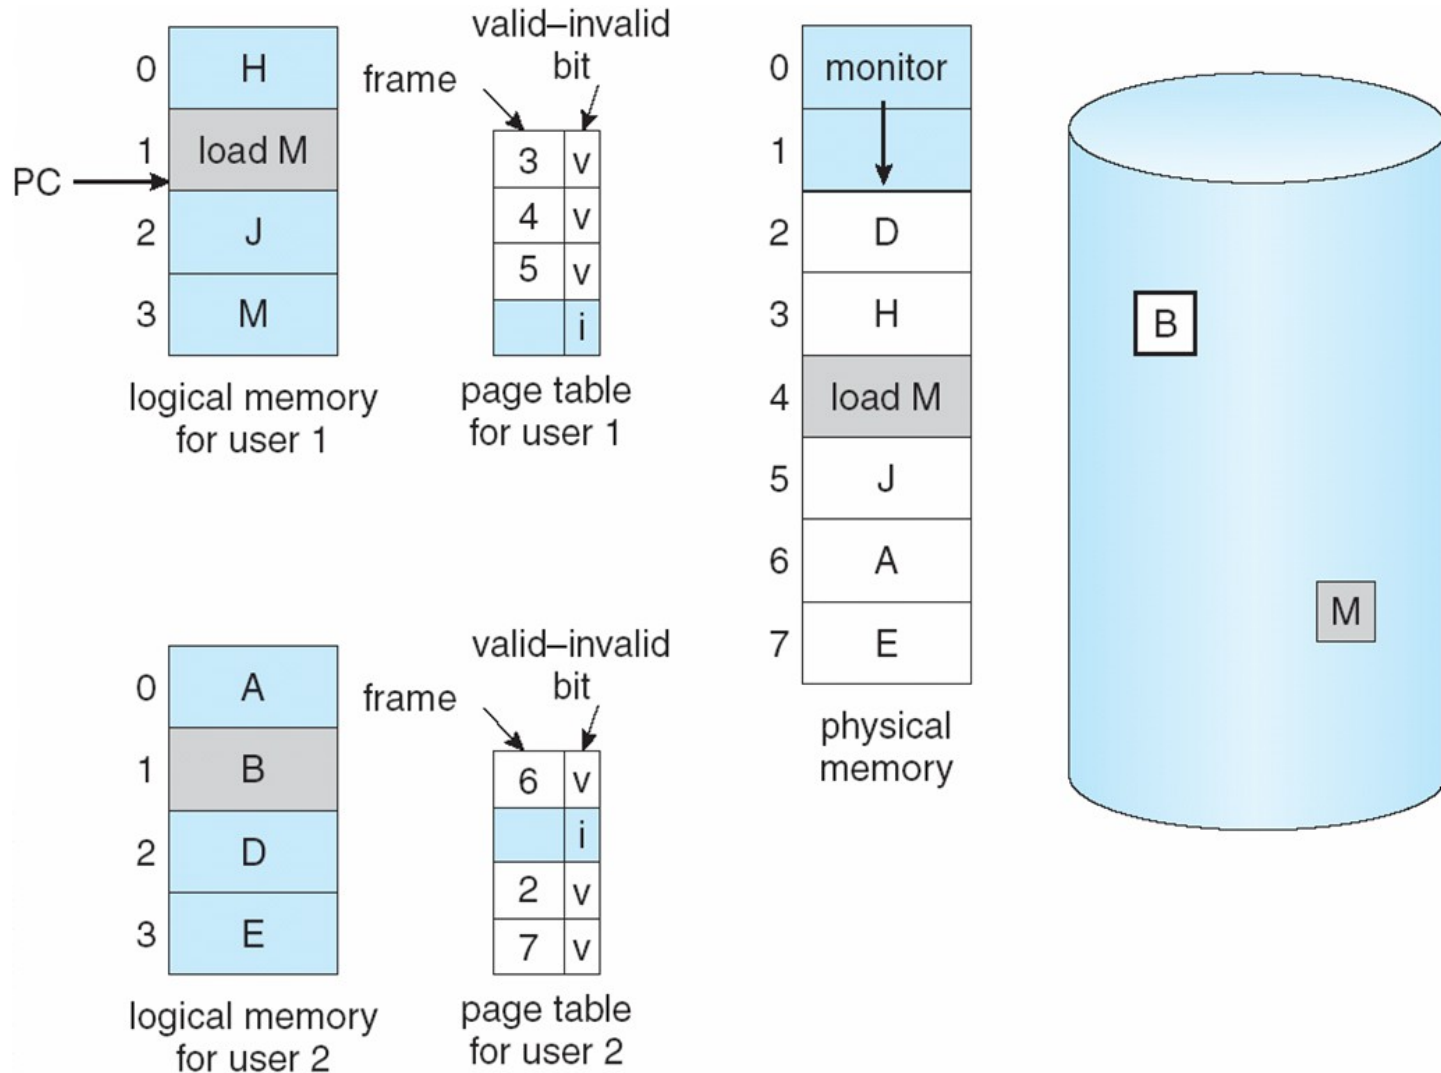 valid–invalid
bit
frame
0 H
1 load M
PC
2 J
3 M
3 v
4 v
5 v
i
logical memory
for user 1
page table
for user 1
0 monitor
1
2 D
3 H
4 load M
5 J
6 A
7 E
physical
memory
B
M
valid–invalid
bit
frame
0 A
1 B
2 D
3 E
6 v
i
2 v
7 v
logical memory
for user 2
page table
for user 2